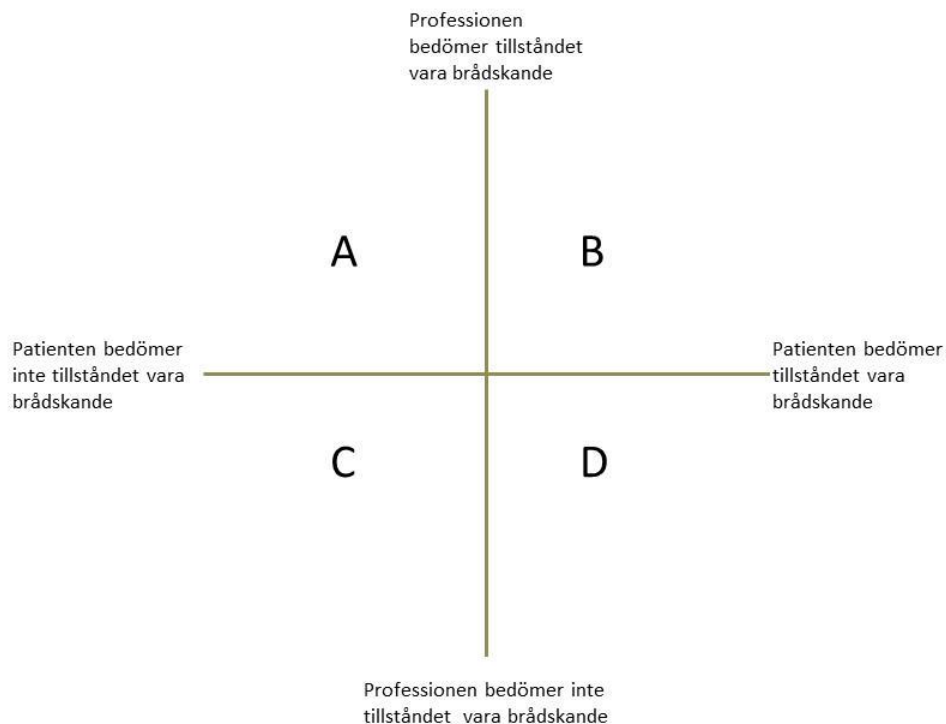 Professionen
bedömer tillståndet
vara brådskande
A
B
Patienten bedömer
inte tillståndet vara
brådskande
Patienten bedömer
tillståndet vara
brådskande
C
D
Professionen bedömer inte
tillståndet vara brådskande